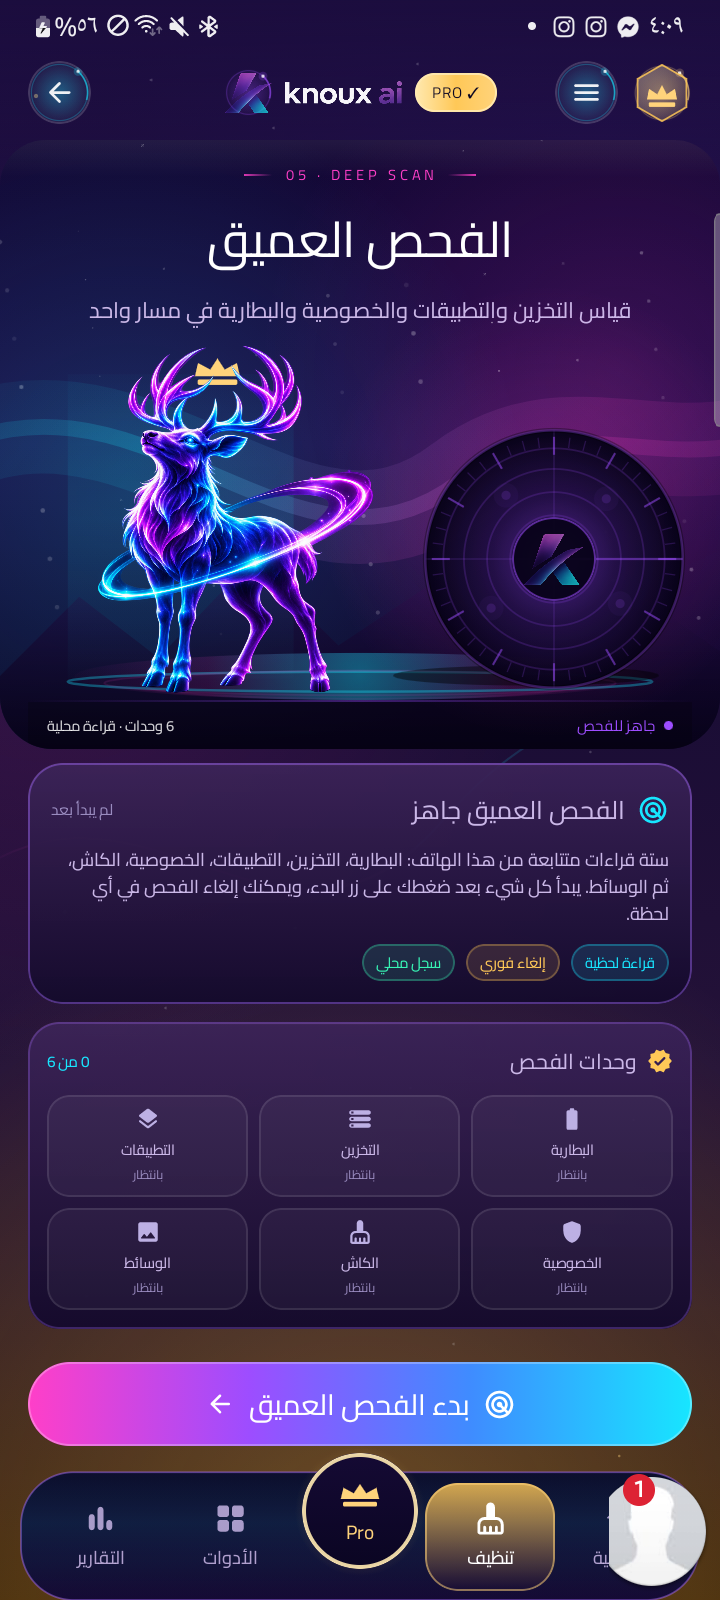 %٥٦
٤:٠٩
knoux ai
PRO ✓
05 · DEEP SCAN
الفحص العميق
قياس التخزين والتطبيقات والخصوصية والبطارية في مسار واحد
جاهز للفحص
6 وحدات · قراءة محلية
الفحص العميق جاهز
لم يبدأ بعد
ستة قراءات متتابعة من هذا الهاتف: البطارية، التخزين، التطبيقات، الخصوصية، الكاش،
ثم الوسائط. يبدأ كل شيء بعد ضغطك على زر البدء، ويمكنك إلغاء الفحص في أي
لحظة.
قراءة لحظية
إلغاء فوري
سجل محلي
وحدات الفحص
0 من 6
البطارية
بانتظار
التخزين
بانتظار
التطبيقات
بانتظار
الخصوصية
بانتظار
الكاش
بانتظار
الوسائط
بانتظار
بدء الفحص العميق
1
تنظيف
Pro
الأدوات
التقارير